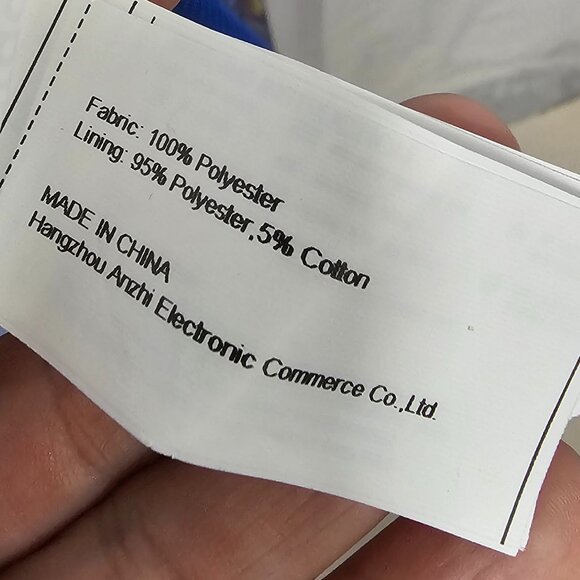 Fabric: 100% Polyester
Lining: 95% Polyester,5% Cotton
MADE IN CHINA
Hangzhou Anzhi Electronic Commerce Co.,Ltd.